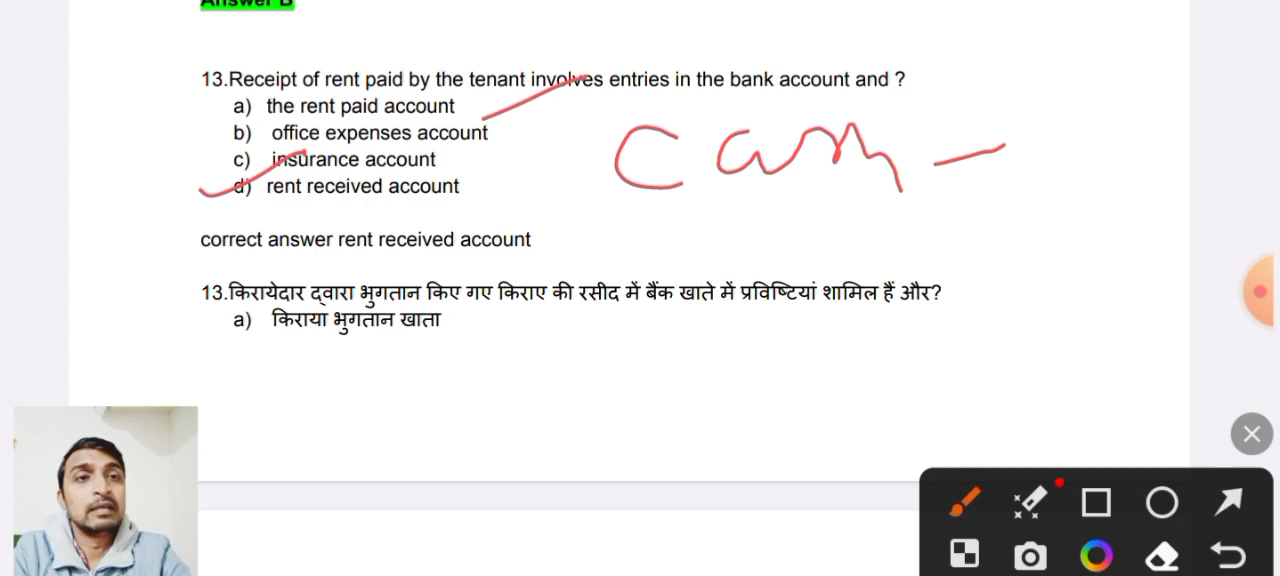 Answer B
13.Receipt of rent paid by the tenant involves entries in the bank account and ?
a) the rent paid account
b) office expenses account
c) insurance account
d) rent received account
correct answer rent received account
13.किरायेदार द्वारा भुगतान किए गए किराए की रसीद में बैंक खाते में प्रविष्टियां शामिल हैं और?
a) किराया भुगतान खाता